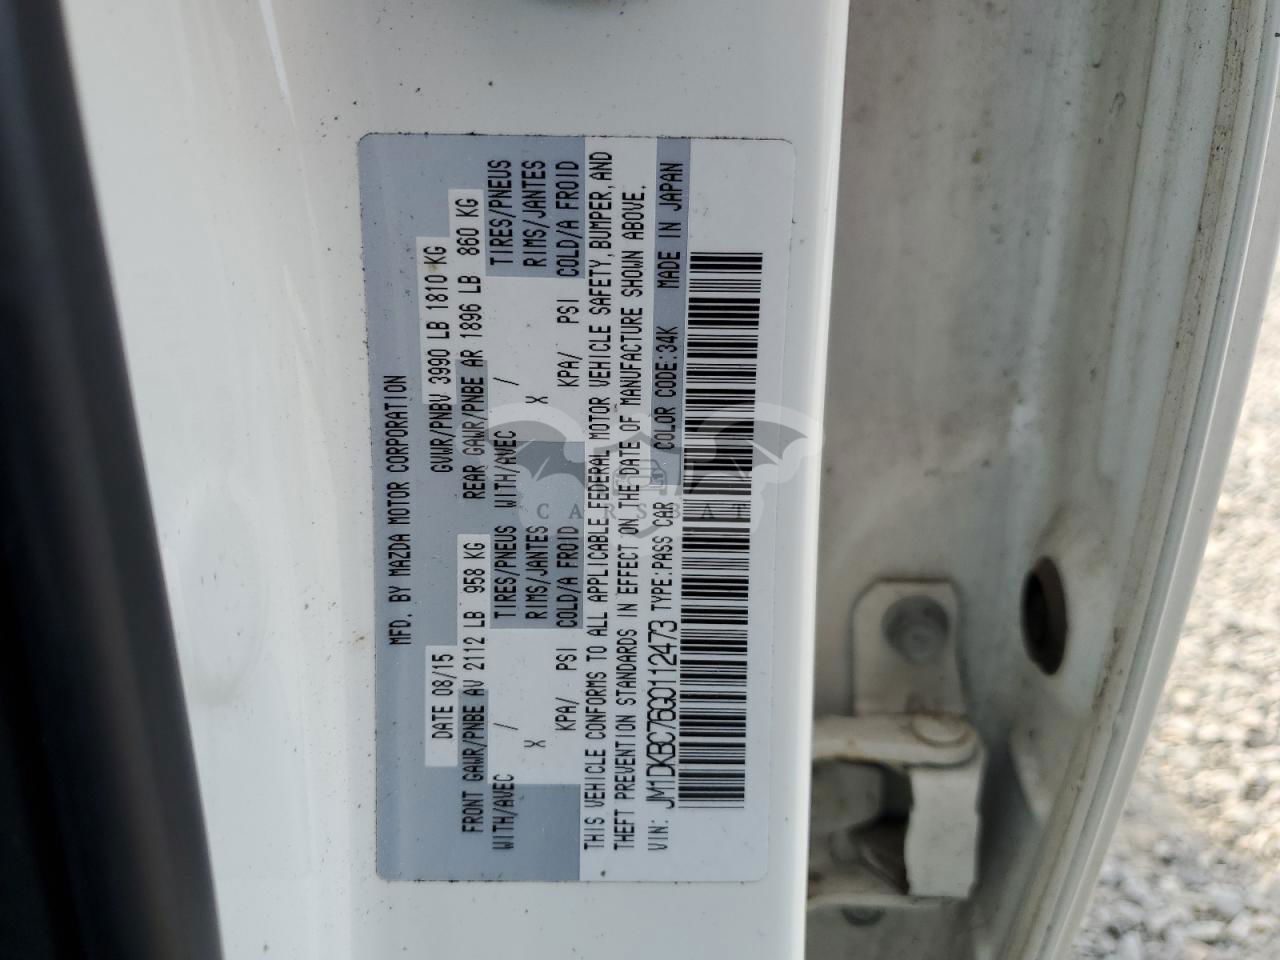 MFD. BY MAZDA MOTOR CORPORATION
DATE 08/15 GVWR/PNBV 3990 LB 1810 KG
FRONT GAWR/PNBE AV 2112 LB 958 KG REAR GAWR/PNBE AR 1896 LB 860 KG
WITH/AVEC / TIRES/PNEUS WITH/AVEC / TIRES/PNEUS
X RIMS/JANTES X RIMS/JANTES
KPA/ PSI COLD/A FROID KPA/ PSI COLD/A FROID
THIS VEHICLE CONFORMS TO ALL APPLICABLE FEDERAL MOTOR VEHICLE SAFETY, BUMPER, AND
THEFT PREVENTION STANDARDS IN EFFECT ON THE DATE OF MANUFACTURE SHOWN ABOVE.
VIN: JM1DKBC76G0112473 TYPE:PASS CAR COLOR CODE:34K MADE IN JAPAN
CARSBAT